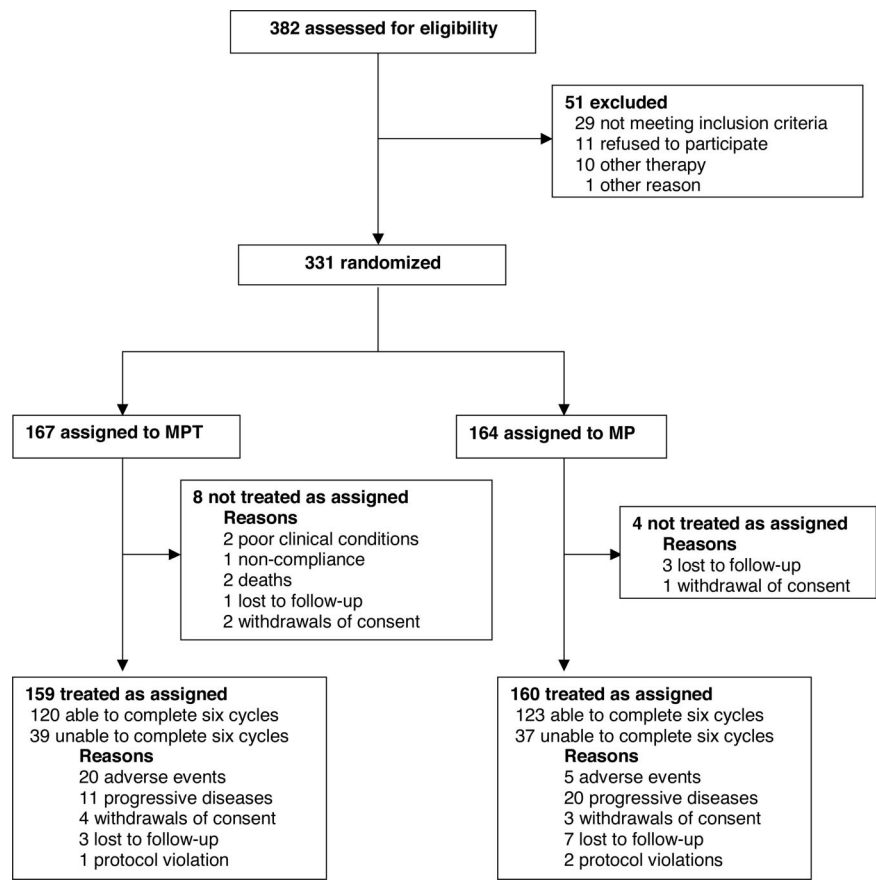 382 assessed for eligibility
51 excluded
29 not meeting inclusion criteria
11 refused to participate
10 other therapy
1 other reason
331 randomized
167 assigned to MPT
164 assigned to MP
8 not treated as assigned
Reasons
2 poor clinical conditions
1 non-compliance
2 deaths
1 lost to follow-up
2 withdrawals of consent
4 not treated as assigned
Reasons
3 lost to follow-up
1 withdrawal of consent
159 treated as assigned
120 able to complete six cycles
39 unable to complete six cycles
Reasons
20 adverse events
11 progressive diseases
4 withdrawals of consent
3 lost to follow-up
1 protocol violation
160 treated as assigned
123 able to complete six cycles
37 unable to complete six cycles
Reasons
5 adverse events
20 progressive diseases
3 withdrawals of consent
7 lost to follow-up
2 protocol violations